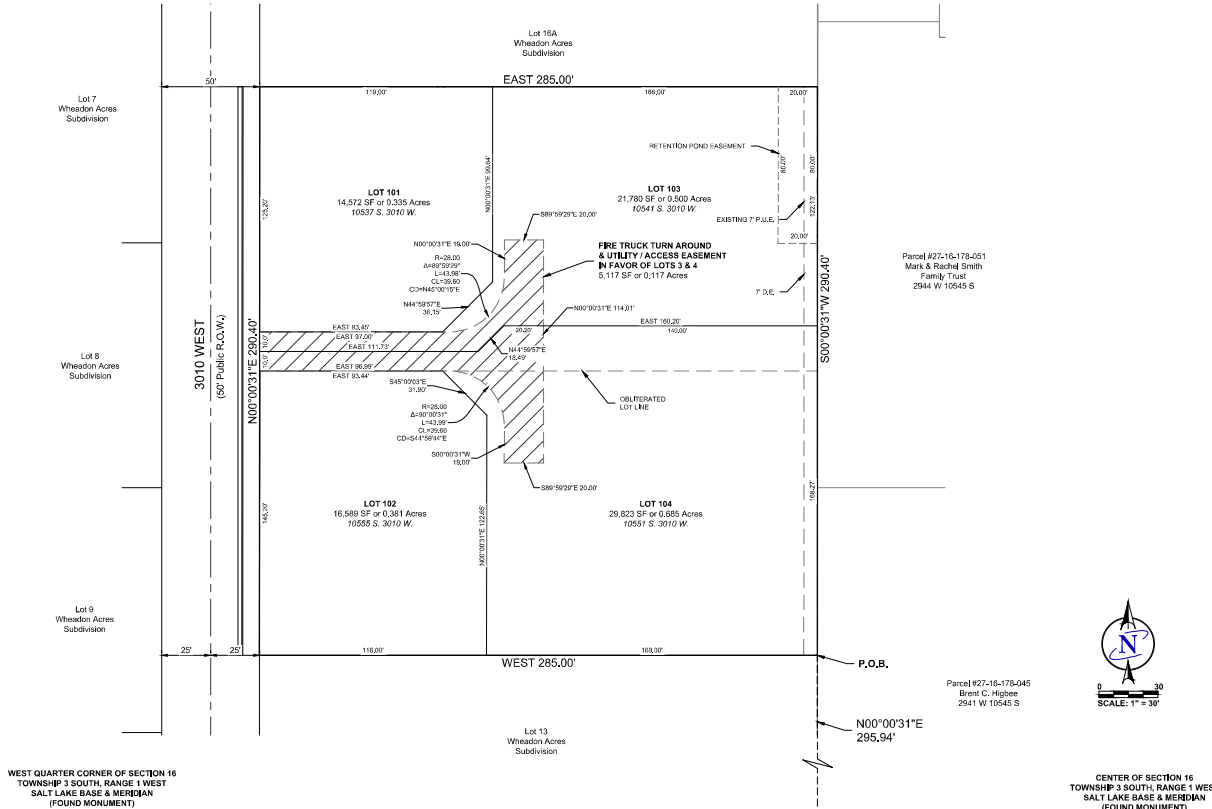 Lot 16A
Wheadon Acres
Subdivision
50'
EAST 285.00'
119.00'
166.00'
20.00'
Lot 7
Wheadon Acres
Subdivision
RETENTION POND EASEMENT
80.00'
80.00'
N00°00'31"E 99.64'
LOT 101
14,572 SF or 0.335 Acres
10537 S. 3010 W.
LOT 103
21,780 SF or 0.500 Acres
10541 S. 3010 W.
125.20'
122.13'
S89°59'29"E 20.00'
EXISTING 7' P.U.E.
20.00'
N00°00'31"E 19.00'
FIRE TRUCK TURN AROUND
& UTILITY / ACCESS EASEMENT
IN FAVOR OF LOTS 3 & 4
5,117 SF or 0.117 Acres
R=28.00
Δ=89°59'29"
L=43.98'
CL=39.60
CD=N45°00'15"E
Parcel #27-16-178-051
Mark & Rachel Smith
Family Trust
2944 W 10545 S
7' D.E.
N44°59'57"E
36.15'
N00°00'31"E 114.01'
EAST 93.45'
EAST 97.00'
EAST 111.73'
EAST 160.20'
20.20'
140.00'
10.0'
10.0'
N44°59'57"E
18.49'
3010 WEST
(50' Public R.O.W.)
N00°00'31"E 290.40'
S00°00'31"W 290.40'
Lot 8
Wheadon Acres
Subdivision
EAST 96.99'
EAST 93.44'
S45°00'03"E
31.90'
OBLITERATED
LOT LINE
R=28.00
Δ=90°00'31"
L=43.99'
CL=39.60
CD=S44°59'44"E
S00°00'31"W
19.00'
S89°59'29"E 20.00'
LOT 102
16,589 SF or 0.381 Acres
10555 S. 3010 W.
LOT 104
29,823 SF or 0.685 Acres
10551 S. 3010 W.
145.20'
N00°00'31"E 122.65'
168.27'
Lot 9
Wheadon Acres
Subdivision
25'
25'
116.00'
169.00'
WEST 285.00'
P.O.B.
N
0 30
SCALE: 1" = 30'
Parcel #27-16-178-045
Brent C. Higbee
2941 W 10545 S
N00°00'31"E
295.94'
Lot 13
Wheadon Acres
Subdivision
WEST QUARTER CORNER OF SECTION 16
TOWNSHIP 3 SOUTH, RANGE 1 WEST
SALT LAKE BASE & MERIDIAN
(FOUND MONUMENT)
CENTER OF SECTION 16
TOWNSHIP 3 SOUTH, RANGE 1 WES
SALT LAKE BASE & MERIDIAN
(FOUND MONUMENT)